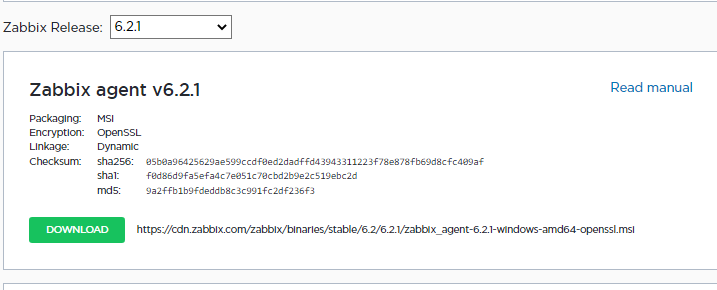 Zabbix Release: 6.2.1
Zabbix agent v6.2.1 Read manual
Packaging: MSI
Encryption: OpenSSL
Linkage: Dynamic
Checksum: sha256: 05b0a96425629ae599ccdf0ed2dadffd43943311223f78e878fb69d8cfc409af
sha1: f0d86d9fa5efa4c7e051c70cbd2b9e2c519ebc2d
md5: 9a2ffb1b9fdeddb8c3c991fc2df236f3
DOWNLOAD https://cdn.zabbix.com/zabbix/binaries/stable/6.2/6.2.1/zabbix_agent-6.2.1-windows-amd64-openssl.msi